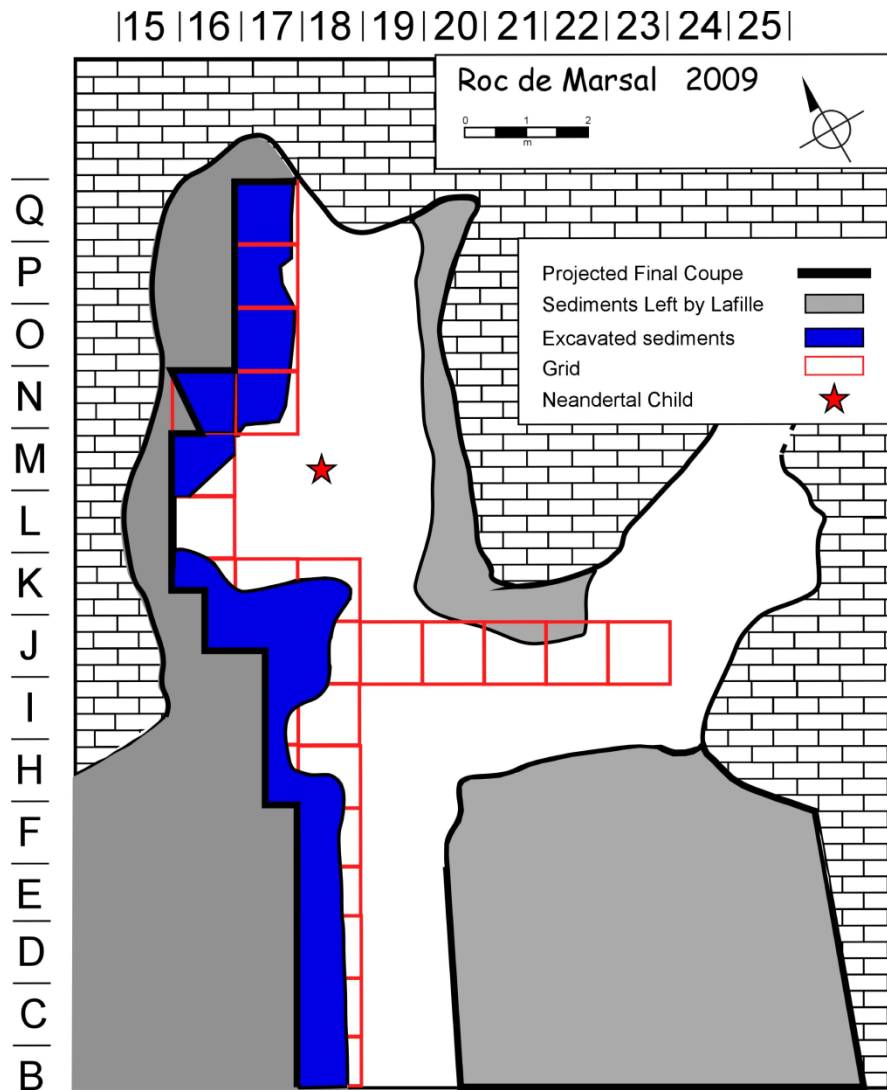 |15|16|17|18|19|20|21|22|23|24|25|
Roc de Marsal 2009
0 1 2
m
Projected Final Coupe
Sediments Left by Lafille
Excavated sediments
Grid
Neandertal Child
Q
P
O
N
M
L
K
J
I
H
F
E
D
C
B